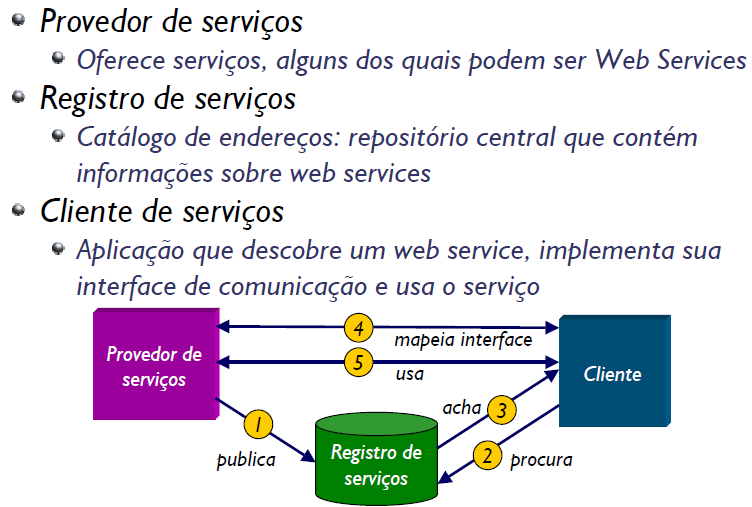 Provedor de serviços
Oferece serviços, alguns dos quais podem ser Web Services
Registro de serviços
Catálogo de endereços: repositório central que contém
informações sobre web services
Cliente de serviços
Aplicação que descobre um web service, implementa sua
interface de comunicação e usa o serviço
4
mapeia interface
Provedor de
serviços
5
usa
Cliente
acha
3
1
publica
Registro de
serviços
2
procura